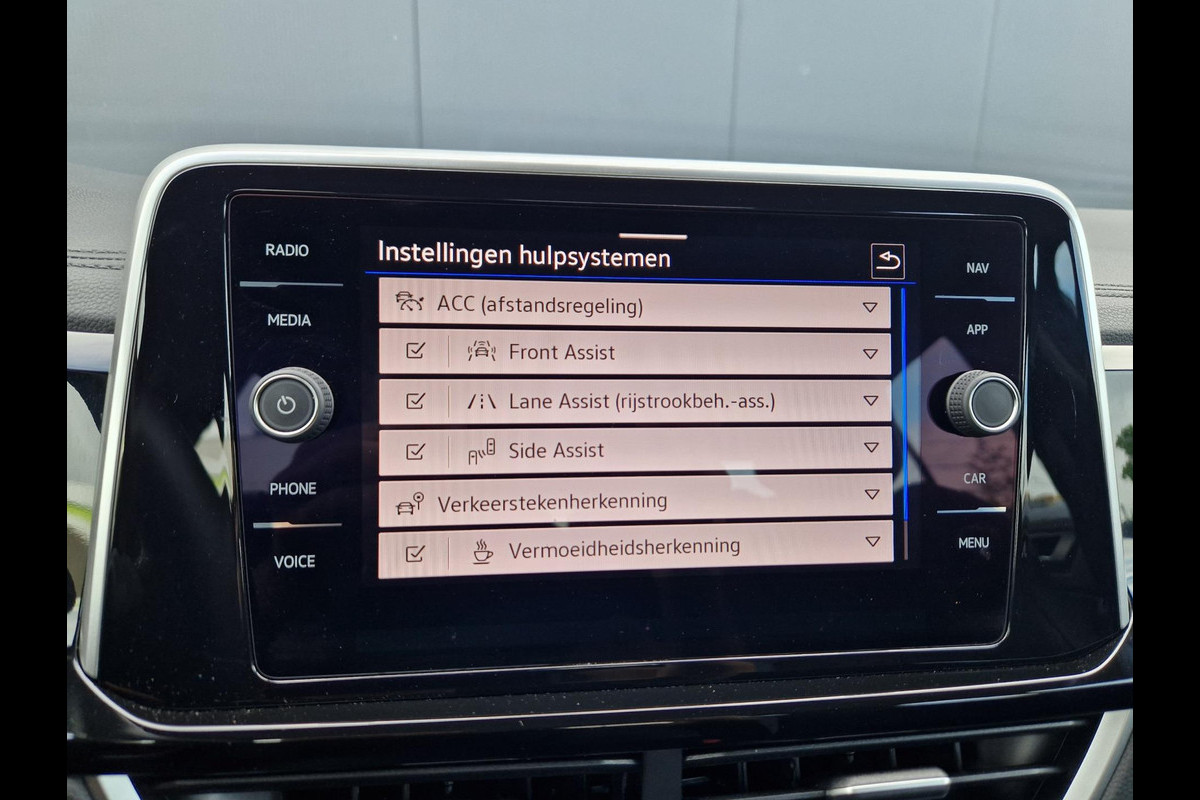 RADIO
MEDIA
PHONE
VOICE
Instellingen hulpsystemen
ACC (afstandsregeling)
Front Assist
Lane Assist (rijstrookbeh.-ass.)
Side Assist
Verkeerstekenherkenning
Vermoeidheidsherkenning
NAV
APP
CAR
MENU